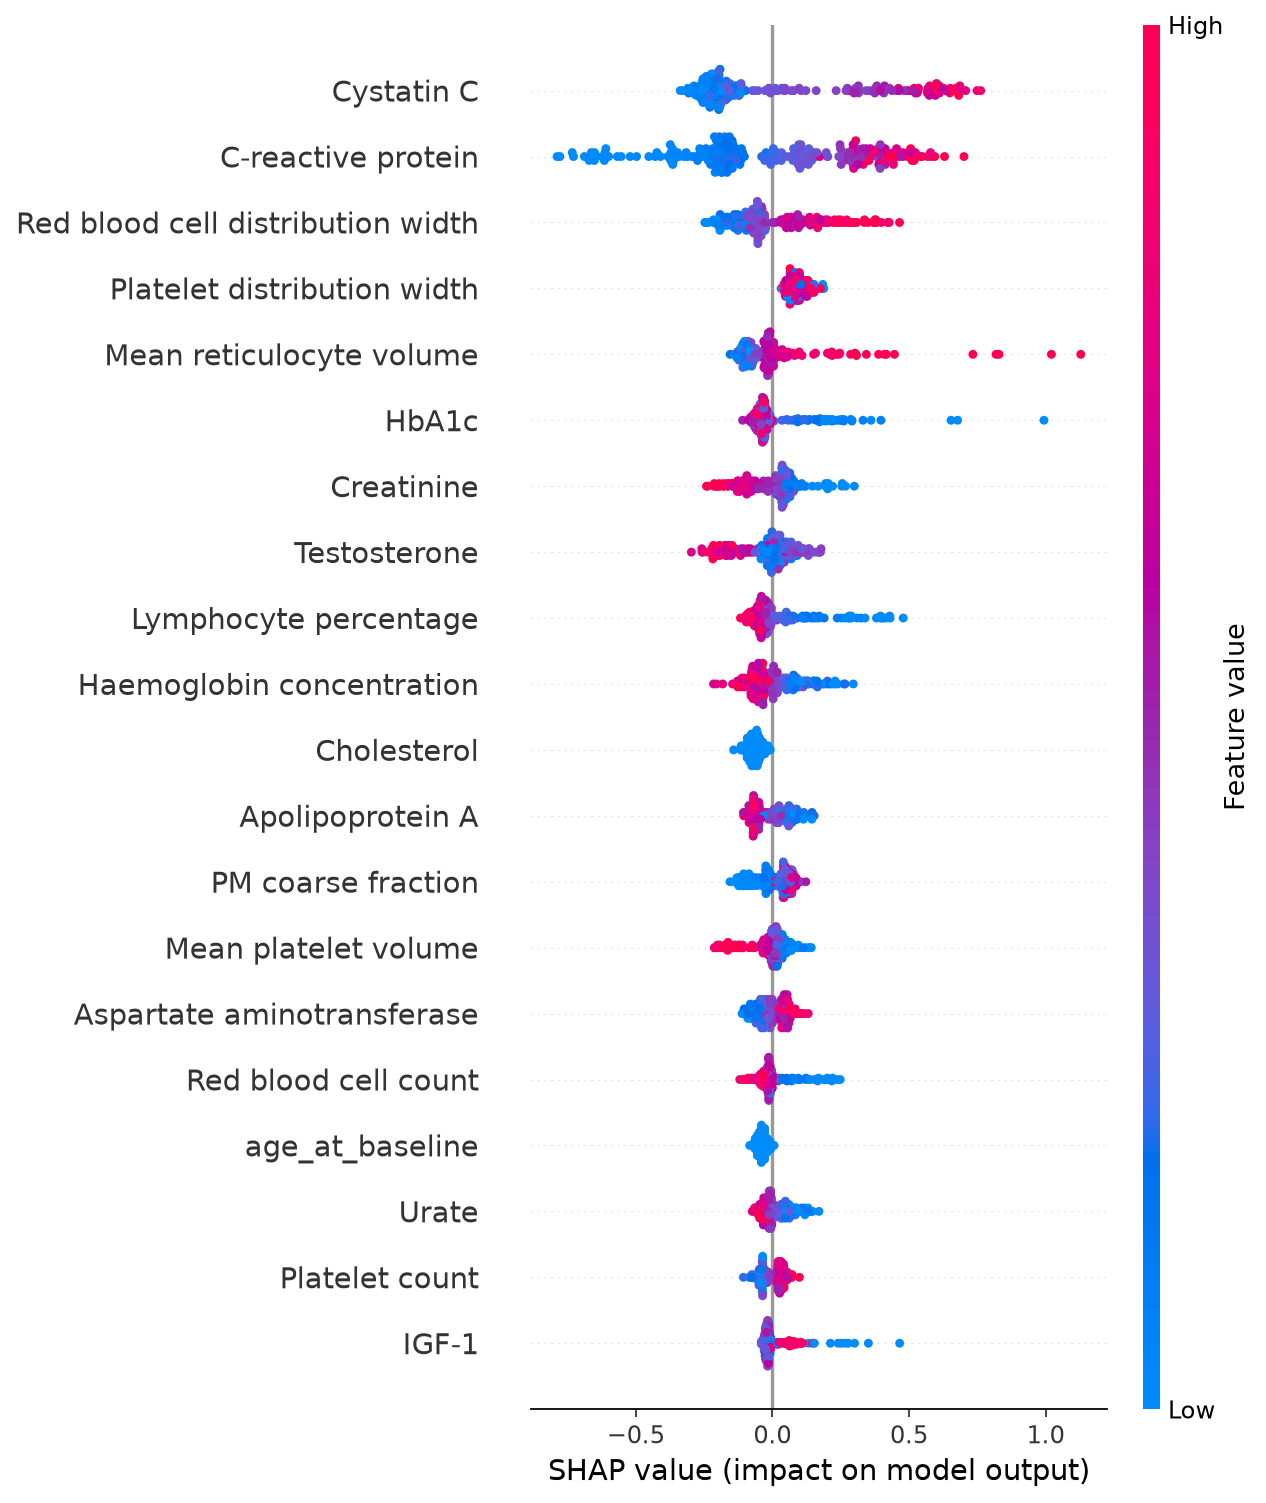 High
Cystatin C
C-reactive protein
Red blood cell distribution width
Platelet distribution width
Mean reticulocyte volume
HbA1c
Creatinine
Testosterone
Lymphocyte percentage
Haemoglobin concentration
Cholesterol
Apolipoprotein A
PM coarse fraction
Mean platelet volume
Aspartate aminotransferase
Red blood cell count
age_at_baseline
Urate
Platelet count
IGF-1
Feature value
Low
−0.5 0.0 0.5 1.0
SHAP value (impact on model output)